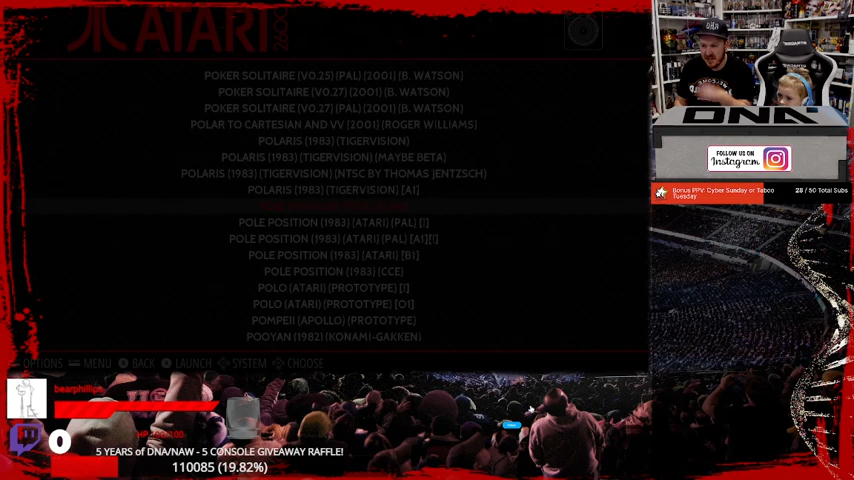 ATARI 2600
POKER SOLITAIRE (V0.25) (PAL) (2001) (B. WATSON)
POKER SOLITAIRE (V0.27) (2001) (B. WATSON)
POKER SOLITAIRE (V0.27) (PAL) (2001) (B. WATSON)
POLAR TO CARTESIAN AND VV (2001) (ROGER WILLIAMS)
POLARIS (1983) (TIGERVISION)
POLARIS (1983) (TIGERVISION) (MAYBE BETA)
POLARIS (1983) (TIGERVISION) (NTSC BY THOMAS JENTZSCH)
POLARIS (1983) (TIGERVISION) [A1]
POLE POSITION (1983) (ATARI) (PAL) [!]
POLE POSITION (1983) (ATARI) (PAL) [A1][!]
POLE POSITION (1983) (ATARI) [B1]
POLE POSITION (1983) (CCE)
POLO (ATARI) (PROTOTYPE) [!]
POLO (ATARI) (PROTOTYPE) [O1]
POMPEII (APOLLO) (PROTOTYPE)
POOYAN (1982) (KONAMI-GAKKEN)
OPTIONS MENU BACK LAUNCH SYSTEM CHOOSE
DNA
FOLLOW US ON
Instagram
Bonus PPV: Cyber Sunday or Taboo Tuesday
28 / 50 Total Subs
bearphillips
0
5 YEARS of DNA/NAW - 5 CONSOLE GIVEAWAY RAFFLE!
110085 (19.82%)